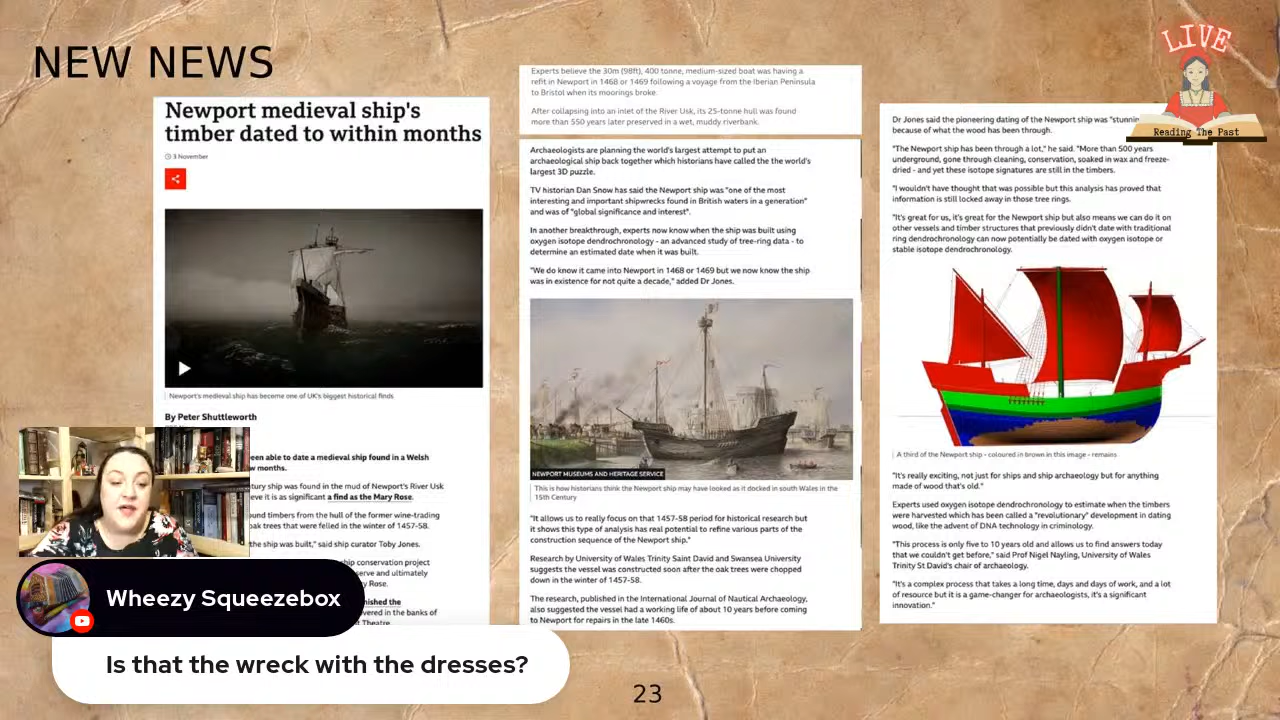 NEW NEWS
LIVE
Reading The Past
Newport medieval ship's
timber dated to within months
3 November
Newport's medieval ship has become one of UK's biggest historical finds
By Peter Shuttleworth
een able to date a medieval ship found in a Welsh
w months.
tury ship was found in the mud of Newport's River Usk
eve it is as significant a find as the Mary Rose.
und timbers from the hull of the former wine-trading
oak trees that were felled in the winter of 1457-58.
the ship was built," said ship curator Toby Jones.
ship conservation project
serve and ultimately
y Rose.
nished the
vered in the banks of
t Theatre.
Experts believe the 30m (98ft), 400 tonne, medium-sized boat was having a
refit in Newport in 1468 or 1469 following a voyage from the Iberian Peninsula
to Bristol when its moorings broke.
After collapsing into an inlet of the River Usk, its 25-tonne hull was found
more than 550 years later preserved in a wet, muddy riverbank.
Archaeologists are planning the world's largest attempt to put an
archaeological ship back together which historians have called the the world's
largest 3D puzzle.
TV historian Dan Snow has said the Newport ship was "one of the most
interesting and important shipwrecks found in British waters in a generation"
and was of "global significance and interest".
In another breakthrough, experts now know when the ship was built using
oxygen isotope dendrochronology - an advanced study of tree-ring data - to
determine an estimated date when it was built.
"We do know it came into Newport in 1468 or 1469 but we now know the ship
was in existence for not quite a decade," added Dr Jones.
NEWPORT MUSEUMS AND HERITAGE SERVICE
This is how historians think the Newport ship may have looked as it docked in south Wales in the
15th Century
"It allows us to really focus on that 1457-58 period for historical research but
it shows this type of analysis has real potential to refine various parts of the
construction sequence of the Newport ship."
Research by University of Wales Trinity Saint David and Swansea University
suggests the vessel was constructed soon after the oak trees were chopped
down in the winter of 1457-58.
The research, published in the International Journal of Nautical Archaeology,
also suggested the vessel had a working life of about 10 years before coming
to Newport for repairs in the late 1460s.
Dr Jones said the pioneering dating of the Newport ship was "stunnin
because of what the wood has been through.
"The Newport ship has been through a lot," he said. "More than 500 years
underground, gone through cleaning, conservation, soaked in wax and freeze-
dried - and yet these isotope signatures are still in the timbers.
"I wouldn't have thought that was possible but this analysis has proved that
information is still locked away in those tree rings.
"It's great for us, it's great for the Newport ship but also means we can do it on
other vessels and timber structures that previously didn't date with traditional
ring dendrochronology can now potentially be dated with oxygen isotope or
stable isotope dendrochronology.
A third of the Newport ship - coloured in brown in this image - remains
"It's really exciting, not just for ships and ship archaeology but for anything
made of wood that's old."
Experts used oxygen isotope dendrochronology to estimate when the timbers
were harvested which has been called a "revolutionary" development in dating
wood, like the advent of DNA technology in criminology.
"This process is only five to 10 years old and allows us to find answers today
that we couldn't get before," said Prof Nigel Nayling, University of Wales
Trinity St David's chair of archaeology.
"It's a complex process that takes a long time, days and days of work, and a lot
of resource but it is a game-changer for archaeologists, it's a significant
innovation."
Wheezy Squeezebox
Is that the wreck with the dresses?
23